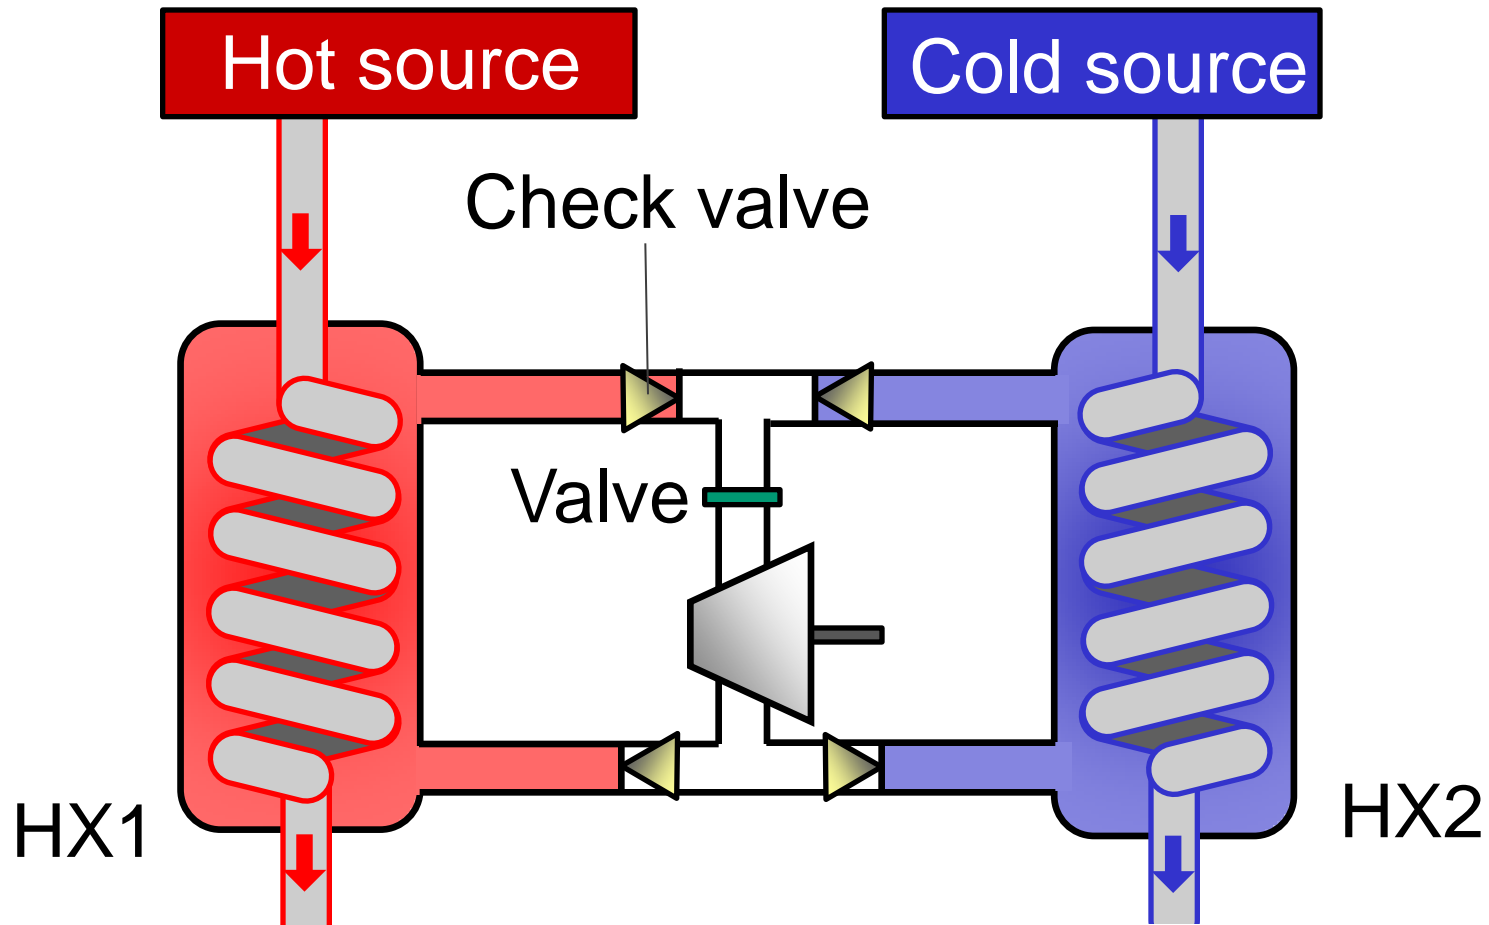 Hot source
Cold source
Check valve
Valve
HX1
HX2